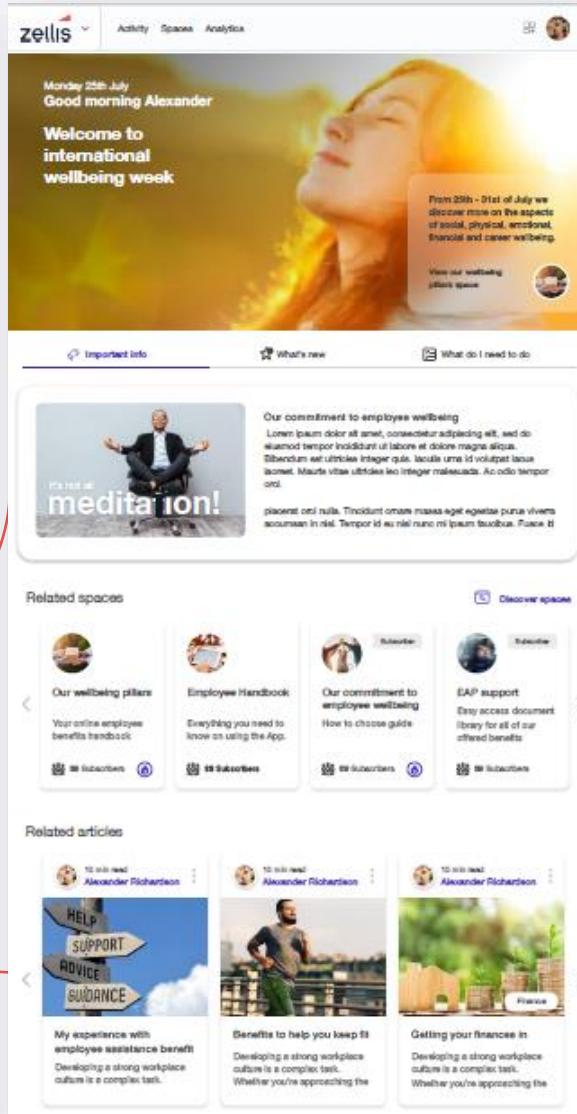 zellis
Activity Spaces Analytics
Monday 25th July
Good morning Alexander
Welcome to
international
wellbeing week
From 25th - 31st of July we
discover more on the aspects
of social, physical, emotional,
financial and career wellbeing.
View our wellbeing
pillars space
Important info
What's new
What do I need to do
It's not all
meditation!
Our commitment to employee wellbeing
Lorem ipsum dolor sit amet, consectetur adipiscing elit, sed do
eiusmod tempor incididunt ut labore et dolore magna aliqua.
Bibendum est ultricies integer quis. Iaculis urna id volutpat lacus
laoreet. Mauris vitae ultricies leo integer malesuada. Ac odio tempor
orci.
placerat orci nulla. Tincidunt ornare massa eget egestas purus viverra
accumsan in nisl. Tempor id eu nisl nunc mi ipsum faucibus. Fusce id
Related spaces
Discover spaces
Our wellbeing pillars
Your online employee
benefits handbook
Subscribers
Employee Handbook
Everything you need to
know on using the App.
Subscribers
Subscribe
Our commitment to
employee wellbeing
How to choose guide
Subscribers
Subscribe
EAP support
Easy access document
library for all of our
offered benefits
Subscribers
Related articles
10 min read
Alexander Richardson
HELP
SUPPORT
ADVICE
GUIDANCE
My experience with
employee assistance benefit
Developing a strong workplace
culture is a complex task.
10 min read
Alexander Richardson
Benefits to help you keep fit
Developing a strong workplace
culture is a complex task.
Whether you're approaching the
10 min read
Alexander Richardson
Finance
Getting your finances in
Developing a strong workplace
culture is a complex task.
Whether you're approaching the